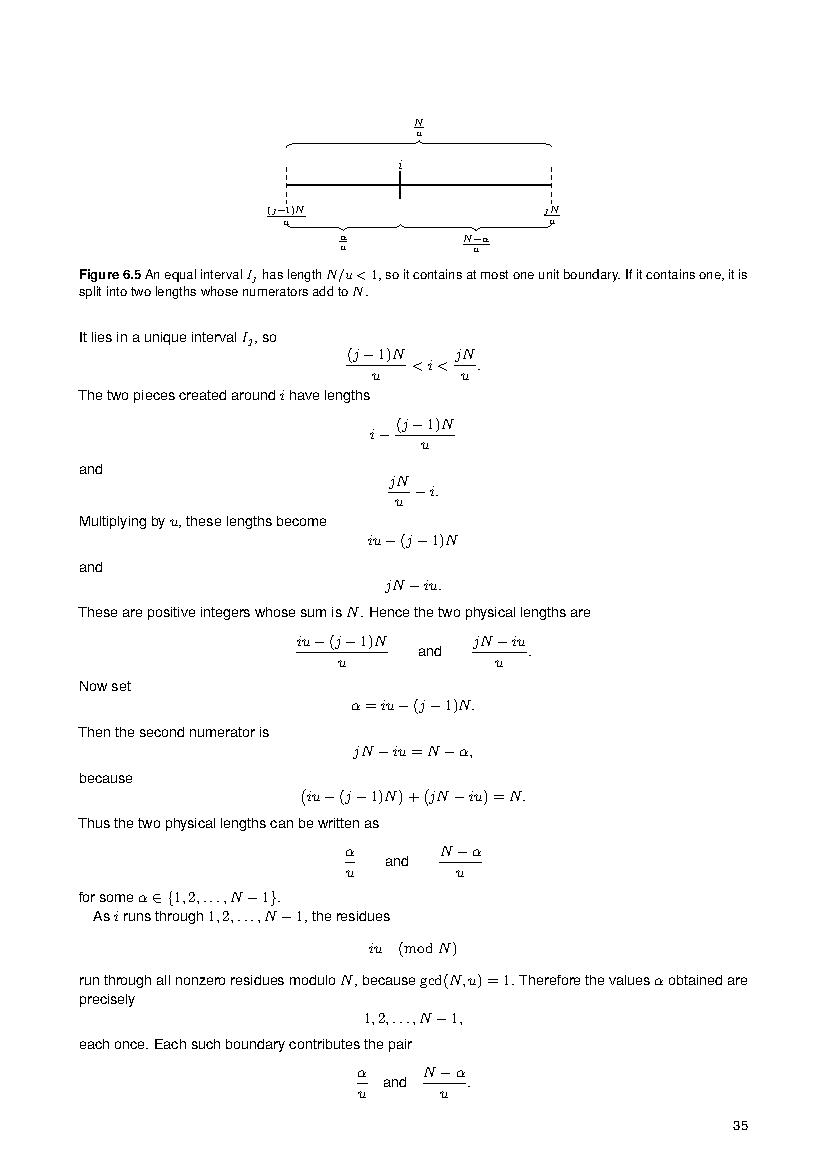 N/u
i
(j−1)N/u
jN/u
α/u
N−α/u
Figure 6.5 An equal interval I_j has length N/u < 1, so it contains at most one unit boundary. If it contains one, it is
split into two lengths whose numerators add to N.
It lies in a unique interval I_j, so
(j − 1)N/u < i < jN/u.
The two pieces created around i have lengths
i − (j − 1)N/u
and
jN/u − i.
Multiplying by u, these lengths become
iu − (j − 1)N
and
jN − iu.
These are positive integers whose sum is N. Hence the two physical lengths are
iu − (j − 1)N/u and jN − iu/u.
Now set
α = iu − (j − 1)N.
Then the second numerator is
jN − iu = N − α,
because
(iu − (j − 1)N) + (jN − iu) = N.
Thus the two physical lengths can be written as
α/u and N − α/u
for some α ∈ {1, 2, . . . , N − 1}.
As i runs through 1, 2, . . . , N − 1, the residues
iu (mod N)
run through all nonzero residues modulo N, because gcd(N, u) = 1. Therefore the values α obtained are
precisely
1, 2, . . . , N − 1,
each once. Each such boundary contributes the pair
α/u and N − α/u.
35